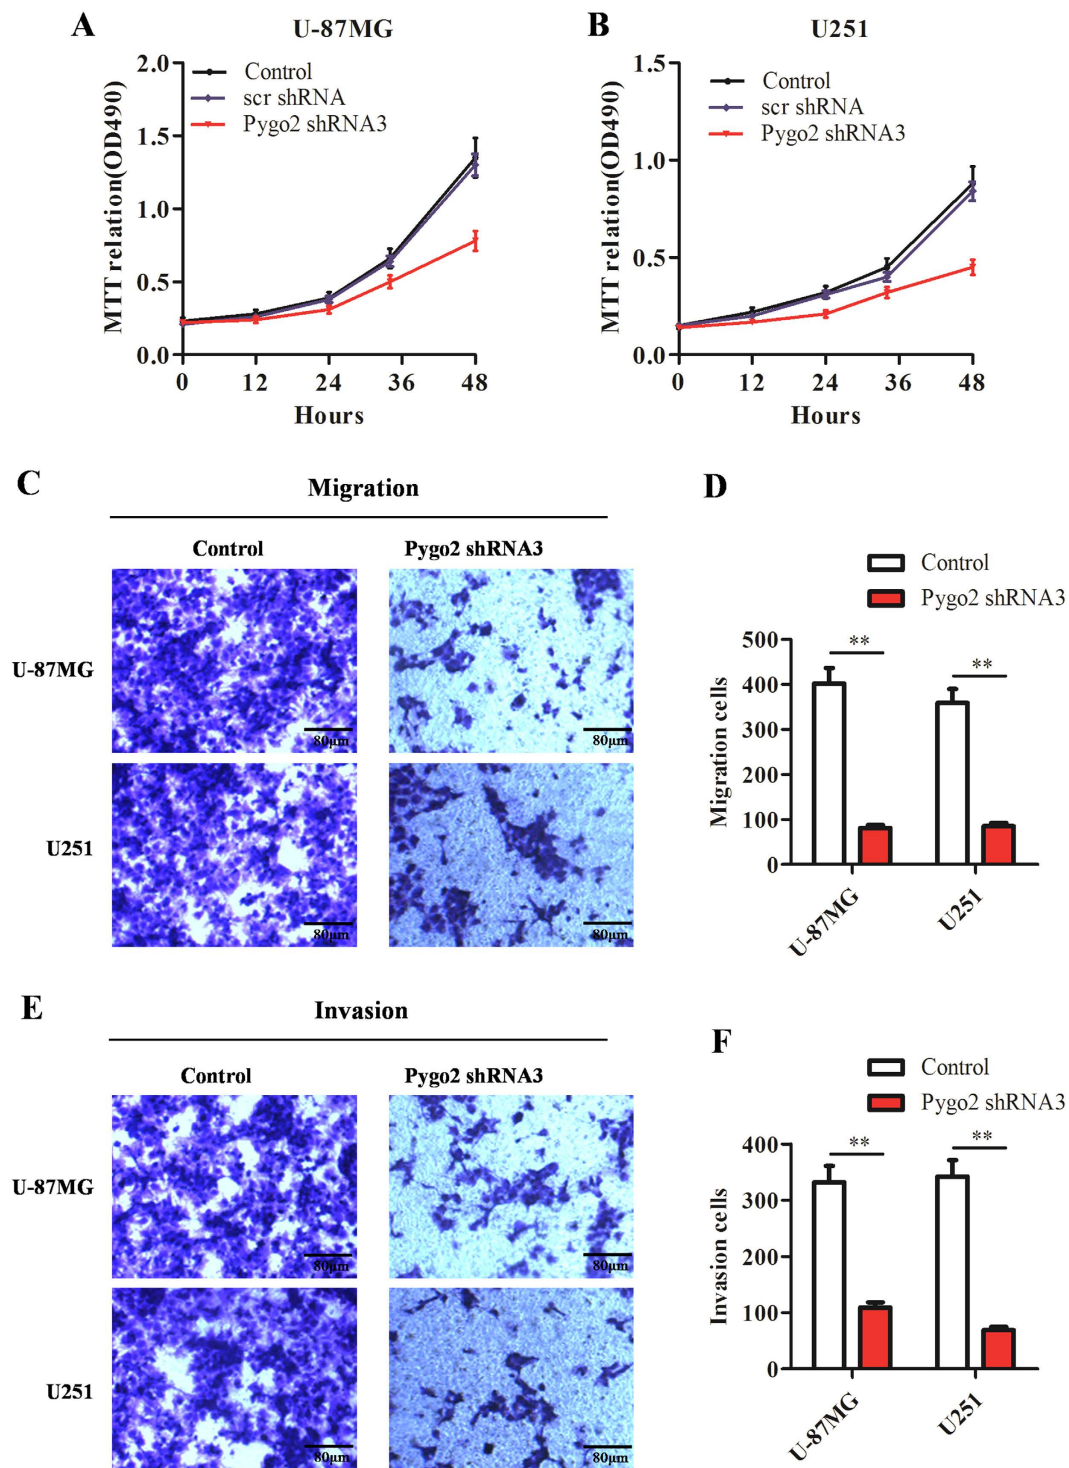 A
U-87MG
Control
scr shRNA
Pygo2 shRNA3
MTT relation(OD490)
2.0
1.5
1.0
0.5
0.0
0 12 24 36 48
Hours
B
U251
Control
scr shRNA
Pygo2 shRNA3
MTT relation(OD490)
1.5
1.0
0.5
0.0
0 12 24 36 48
Hours
C
Migration
Control Pygo2 shRNA3
U-87MG
80μm 80μm
U251
80μm 80μm
D
Control
Pygo2 shRNA3
Migration cells
500
400
300
200
100
0
** **
U-87MG U251
E
Invasion
Control Pygo2 shRNA3
U-87MG
80μm 80μm
U251
80μm 80μm
F
Control
Pygo2 shRNA3
Invasion cells
400
300
200
100
0
** **
U-87MG U251